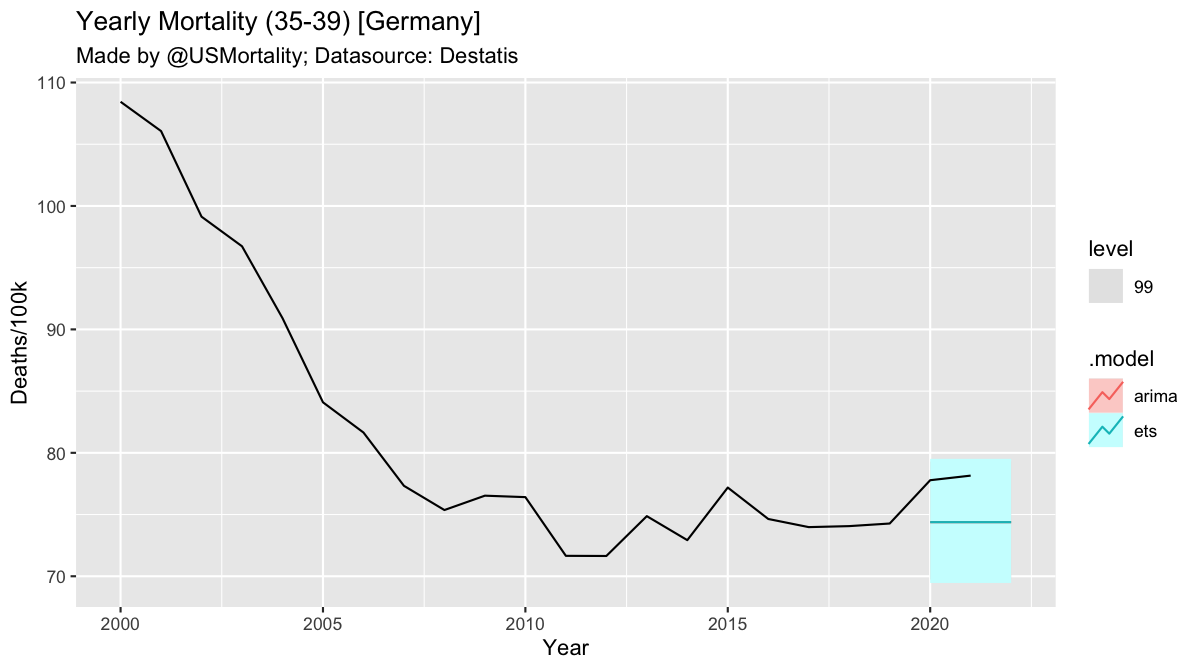 Yearly Mortality (35-39) [Germany]
Made by @USMortality; Datasource: Destatis
110
100
90
80
70
Deaths/100k
2000 2005 2010 2015 2020
Year
level
99
.model
arima
ets